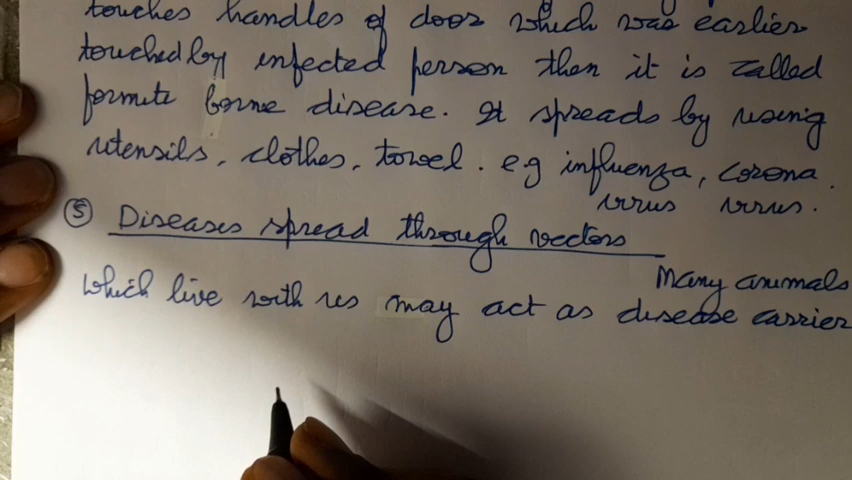 touches handles of door which was earlier
touched by infected person then it is called
formite borne disease. It spreads by using
utensils, clothes, towel. eg influenza, corona
virus virus.
⑤ Diseases spread through vectors
Many animals
which live with us may act as disease carrier